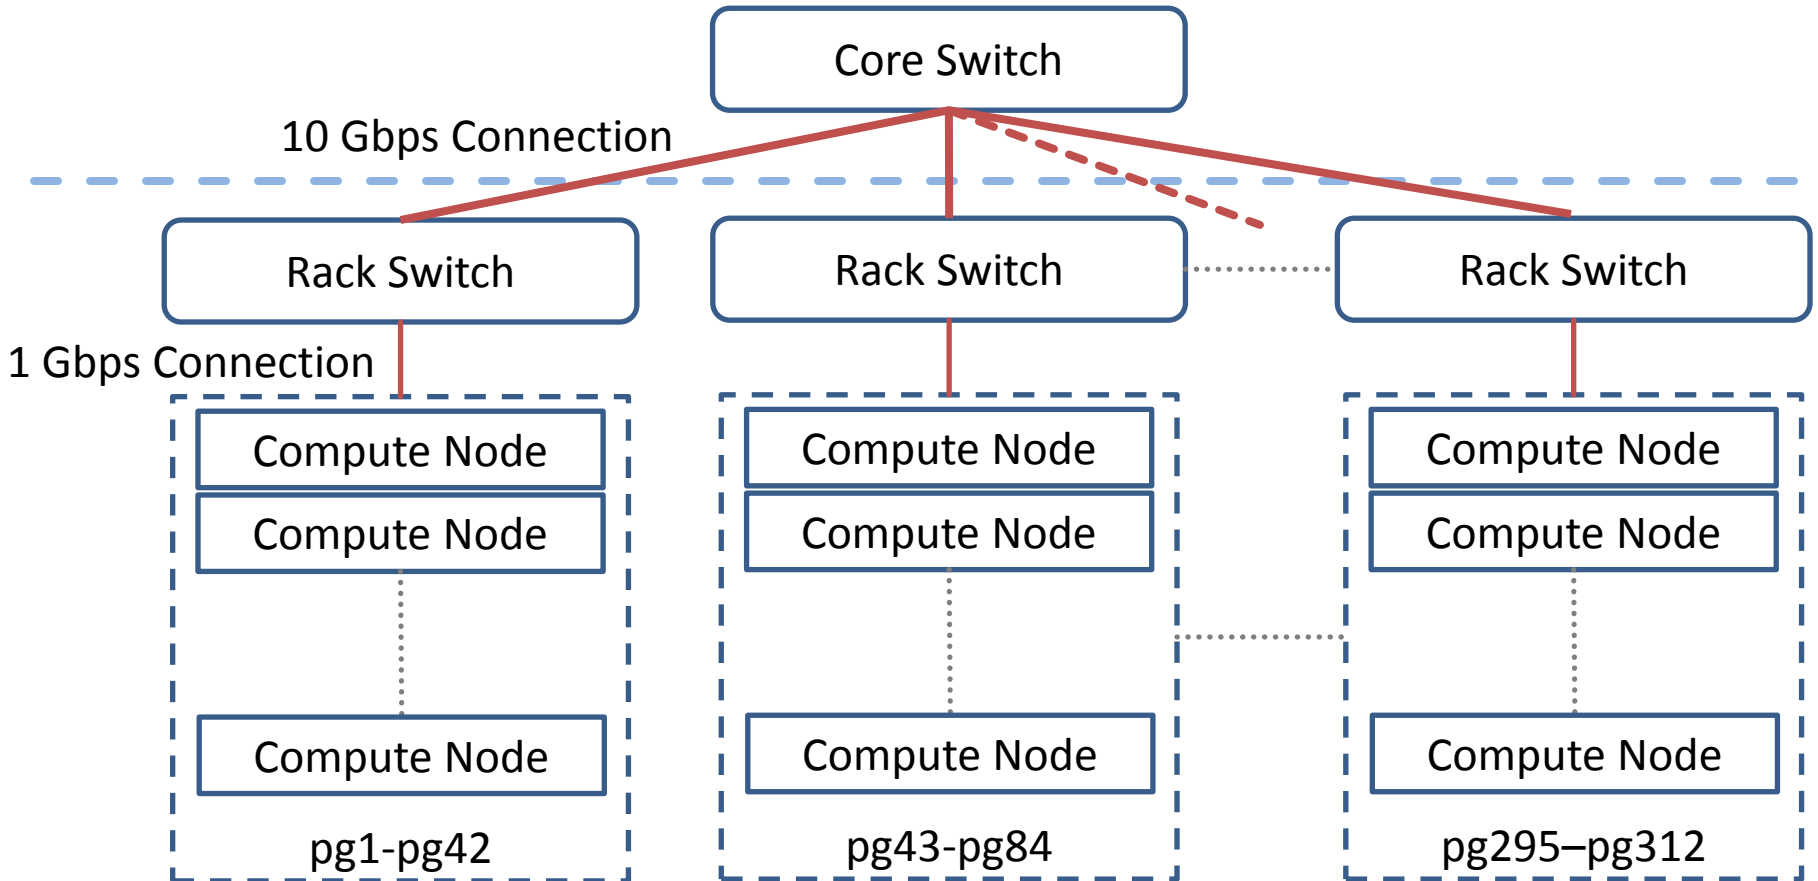 Core Switch
10 Gbps Connection
Rack Switch
Rack Switch
Rack Switch
1 Gbps Connection
Compute Node
Compute Node
Compute Node
Compute Node
Compute Node
Compute Node
Compute Node
Compute Node
Compute Node
pg1-pg42
pg43-pg84
pg295–pg312